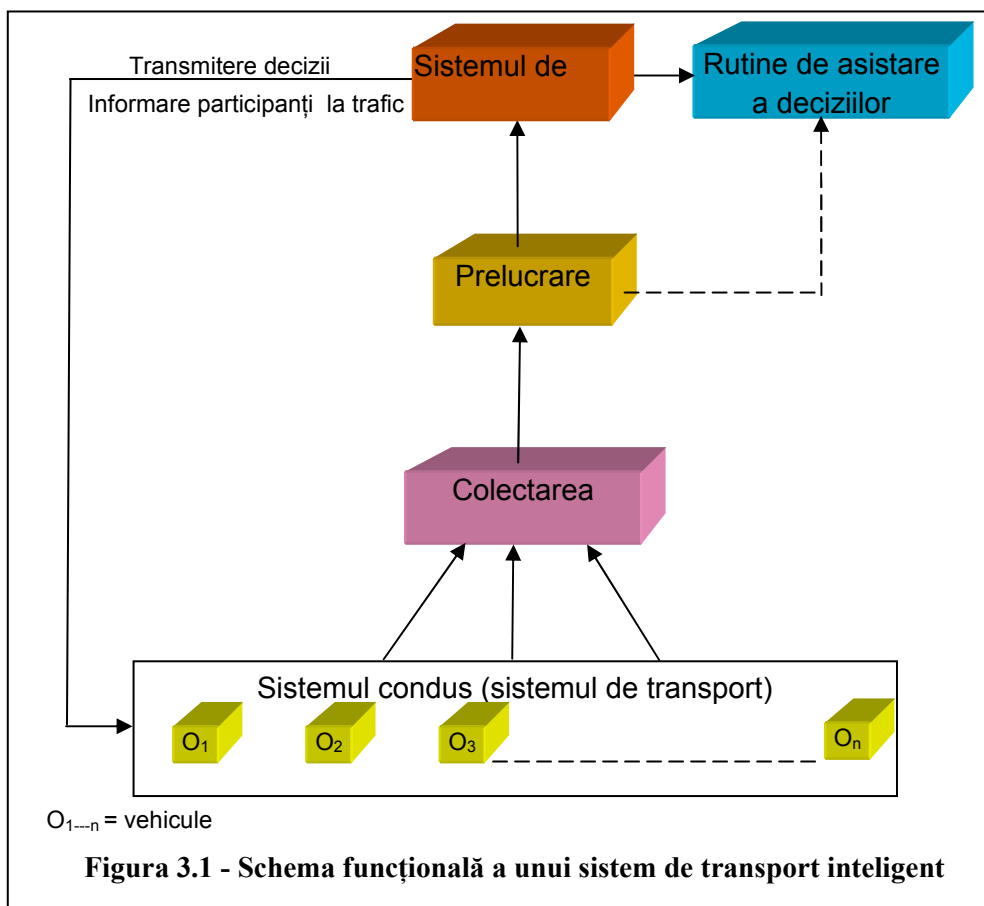 Transmitere decizii
Informare participanți la trafic
Sistemul de
Rutine de asistare
a deciziilor
Prelucrare
Colectarea
Sistemul condus (sistemul de transport)
O1 O2 O3 On
O1---n = vehicule
Figura 3.1 - Schema funcțională a unui sistem de transport inteligent